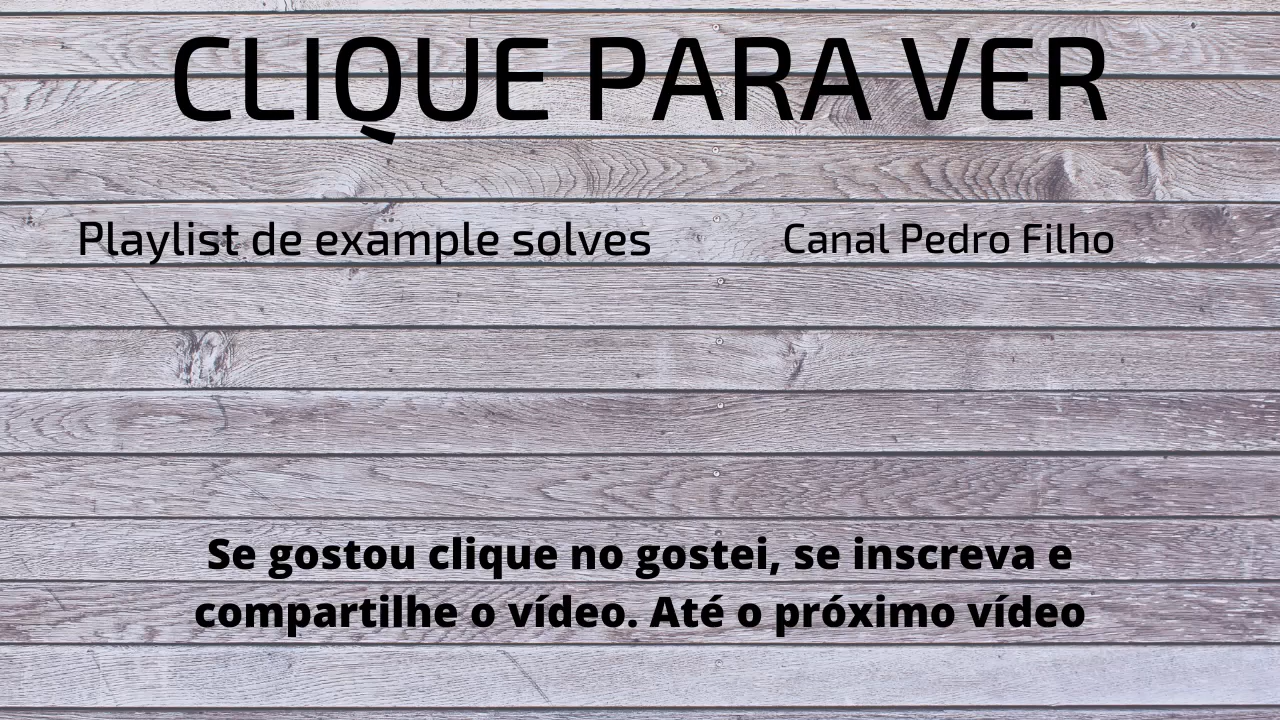 CLIQUE PARA VER
Playlist de example solves
Canal Pedro Filho
Se gostou clique no gostei, se inscreva e
compartilhe o vídeo. Até o próximo vídeo